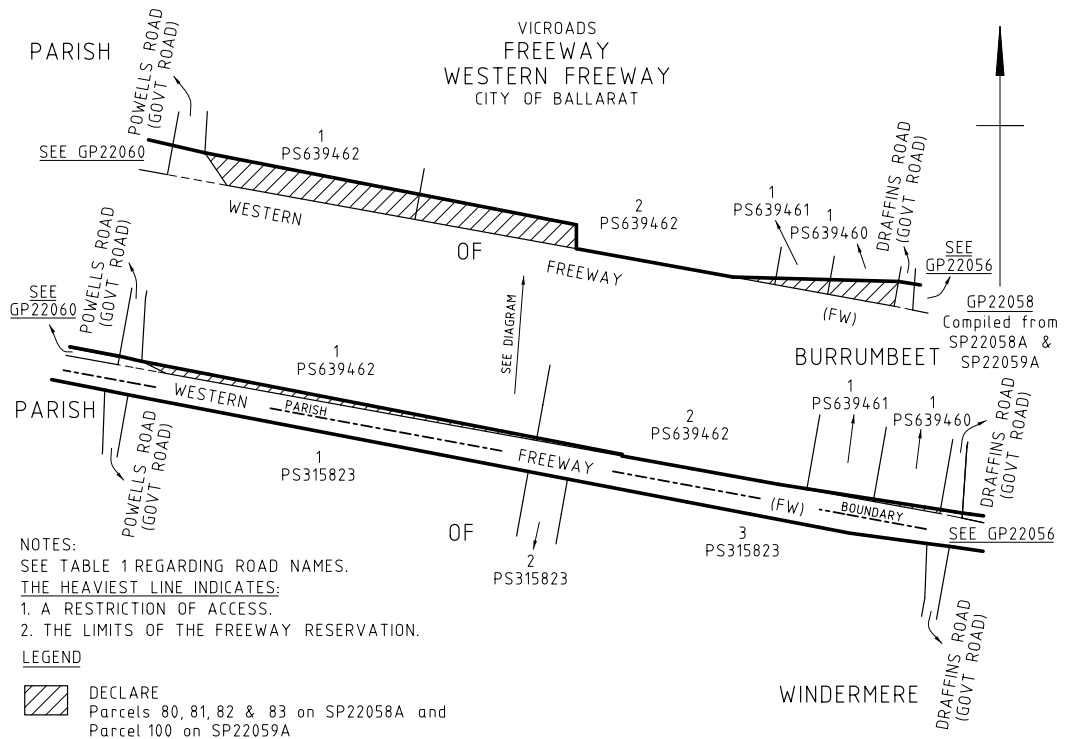 VICROADS
FREEWAY
WESTERN FREEWAY
CITY OF BALLARAT
PARISH
POWELLS ROAD
(GOVT ROAD)
SEE GP22060
1
PS639462
WESTERN
OF
2
PS639462
FREEWAY
1
PS639461
1
PS639460
DRAFFINS ROAD
(GOVT ROAD)
SEE
GP22056
(FW)
GP22058
Compiled from
SP22058A &
SP22059A
BURRUMBEET
SEE
GP22060
POWELLS ROAD
(GOVT ROAD)
1
PS639462
SEE DIAGRAM
WESTERN
PARISH
PARISH
POWELLS ROAD
(GOVT ROAD)
1
PS315823
FREEWAY
2
PS639462
1
PS639461
1
PS639460
DRAFFINS ROAD
(GOVT ROAD)
(FW)
BOUNDARY
SEE GP22056
OF
2
PS315823
3
PS315823
DRAFFINS ROAD
(GOVT ROAD)
WINDERMERE
NOTES:
SEE TABLE 1 REGARDING ROAD NAMES.
THE HEAVIEST LINE INDICATES:
1. A RESTRICTION OF ACCESS.
2. THE LIMITS OF THE FREEWAY RESERVATION.
LEGEND
DECLARE
Parcels 80, 81, 82 & 83 on SP22058A and
Parcel 100 on SP22059A